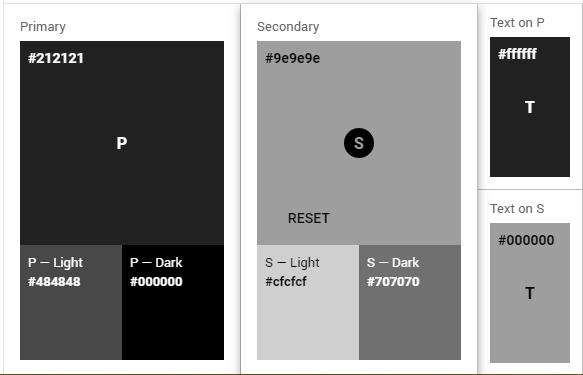 Primary
#212121
P
P — Light
#484848
P — Dark
#000000
Secondary
#9e9e9e
S
RESET
S — Light
#cfcfcf
S — Dark
#707070
Text on P
#ffffff
T
Text on S
#000000
T